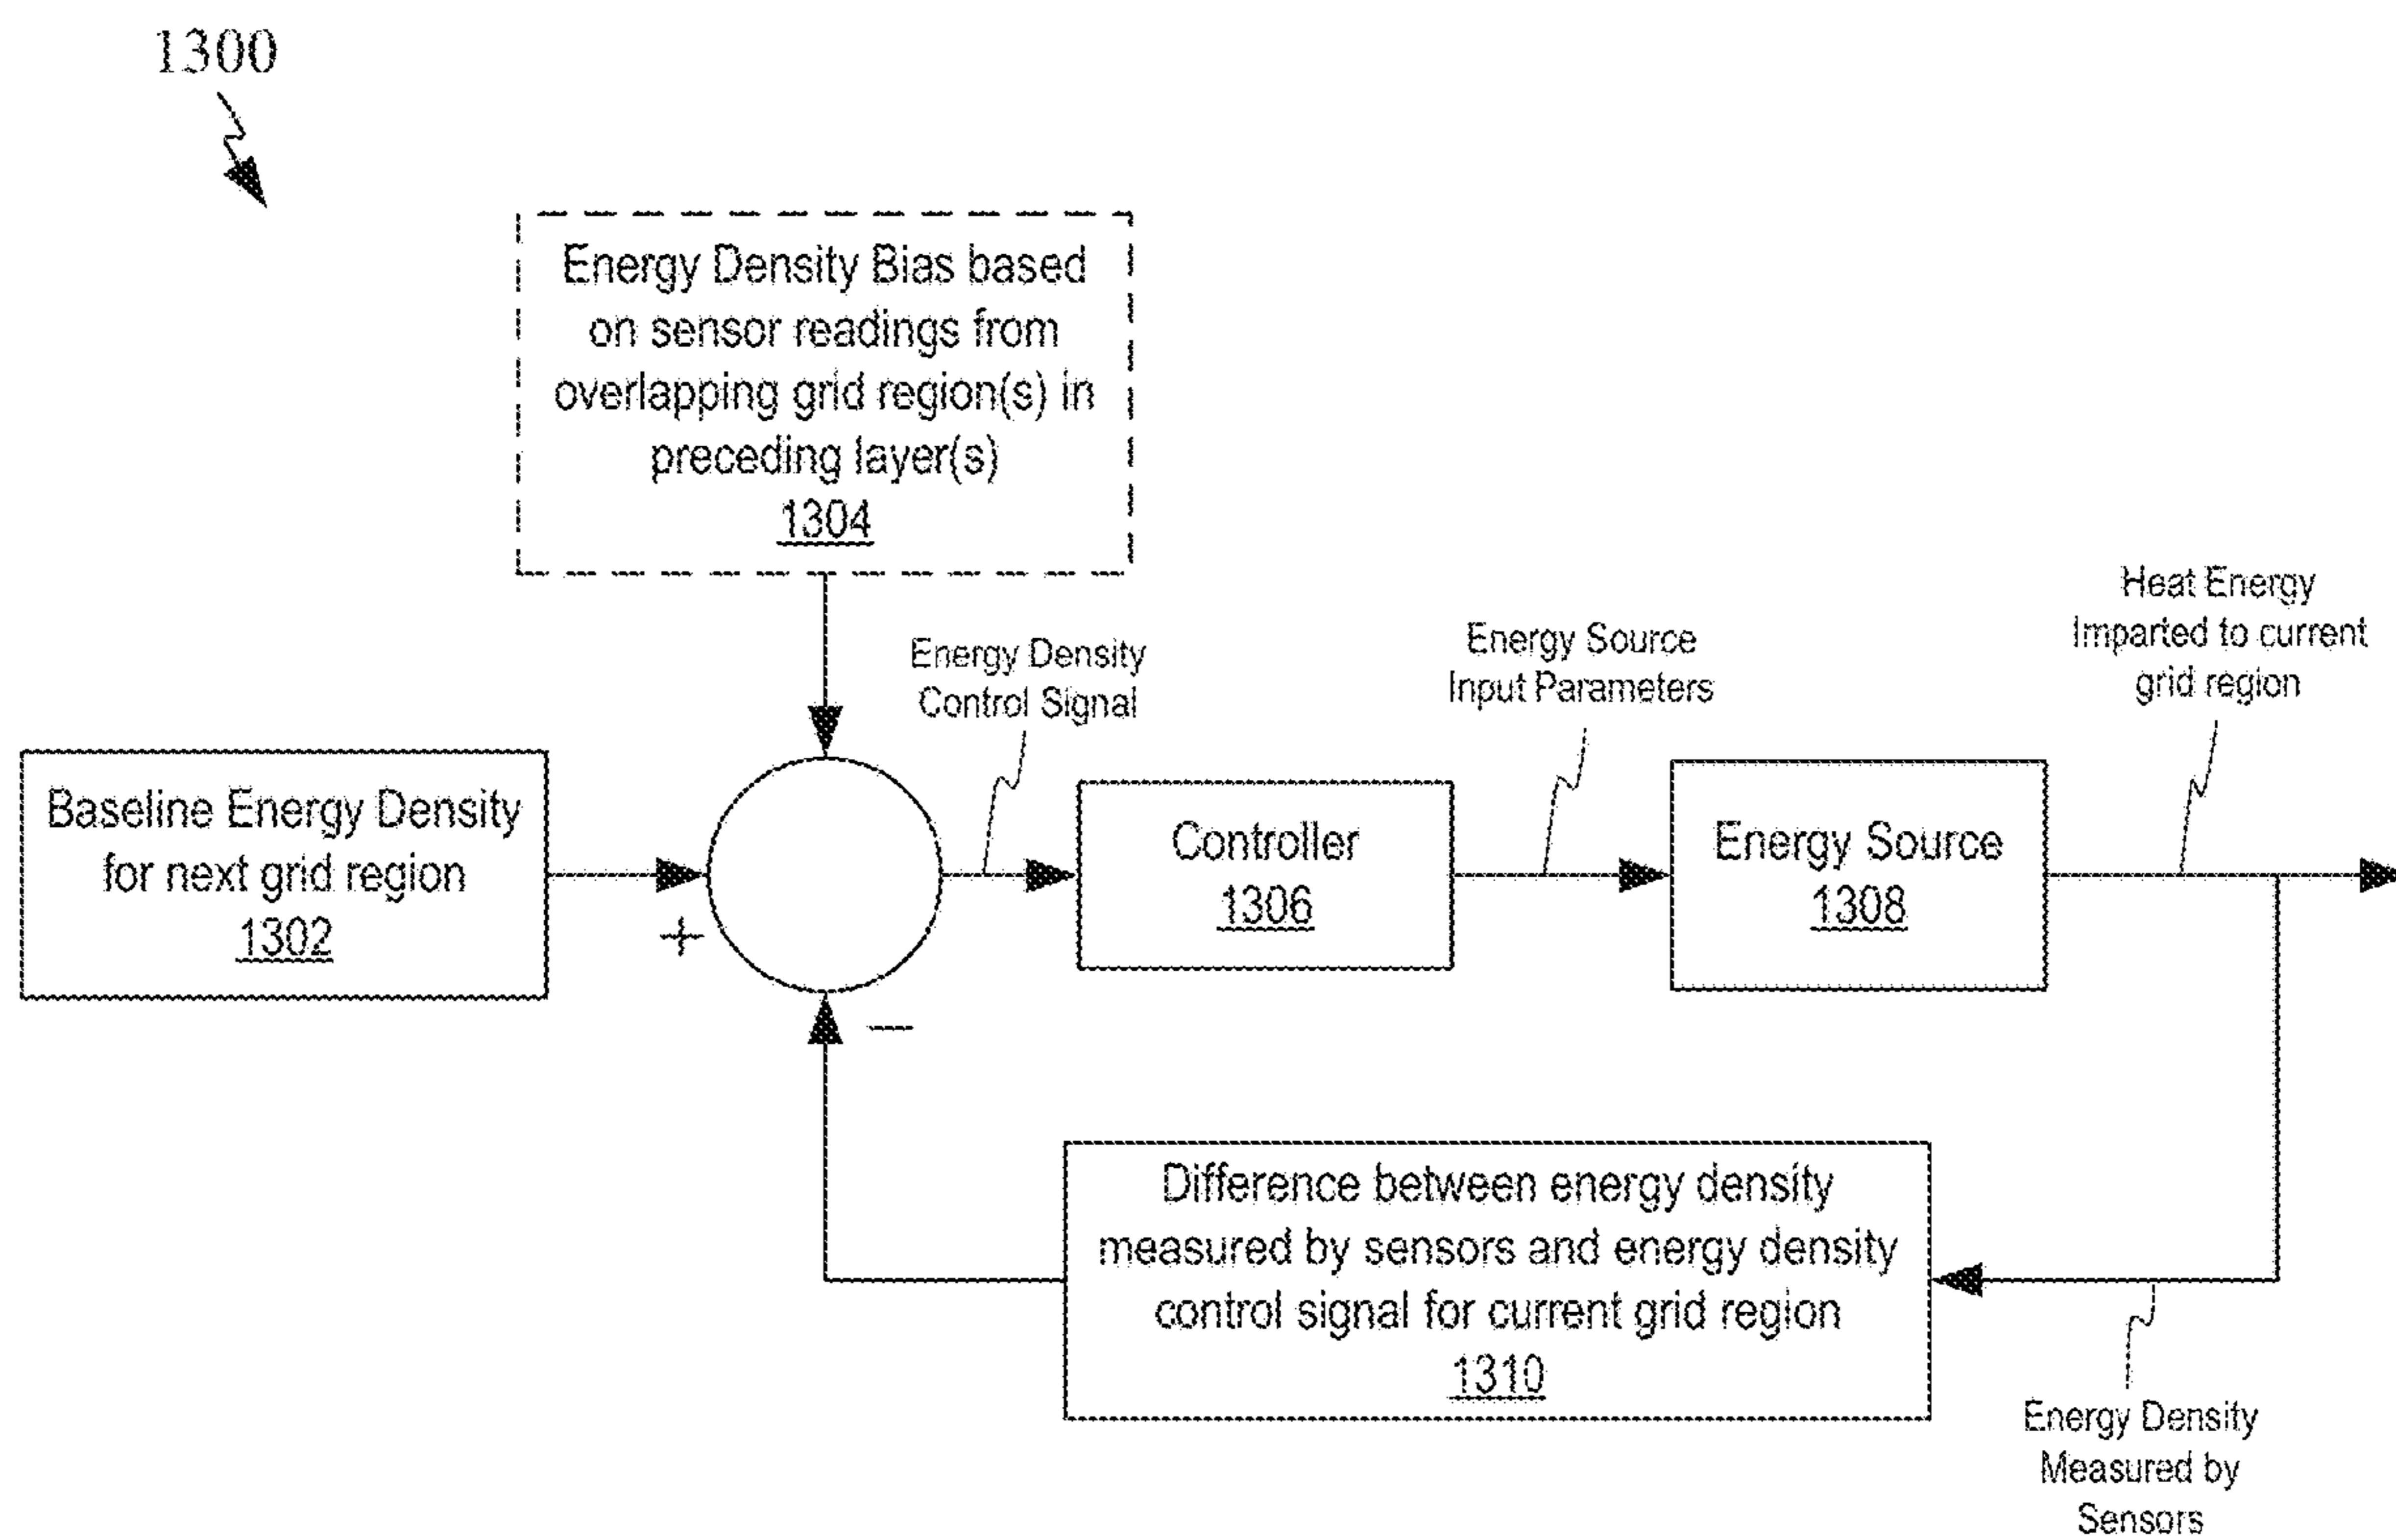 1300
Energy Density Bias based
on sensor readings from
overlapping grid region(s) in
preceding layer(s)
1304
Energy Density
Control Signal
Energy Source
Input Parameters
Heat Energy
Imparted to current
grid region
Baseline Energy Density
for next grid region
1302
+
−
Controller
1306
Energy Source
1308
Difference between energy density
measured by sensors and energy density
control signal for current grid region
1310
Energy Density
Measured by
Sensors